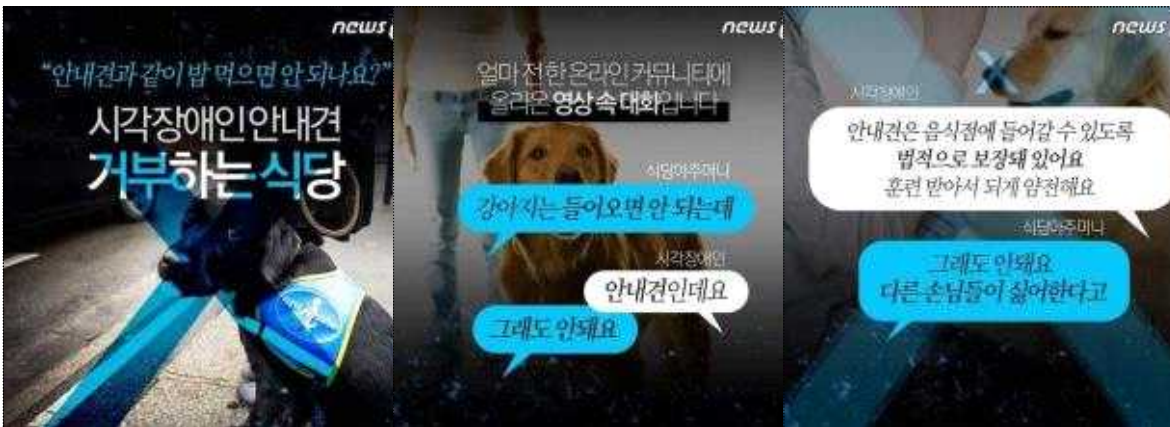 news
"안내견과 같이 밥 먹으면 안 되나요?"
시각장애인 안내견
거부하는 식당
news
얼마 전 한 온라인 커뮤니티에
올라온 영상 속 대화입니다
식당아주머니
강아지는 들어오면 안 되는데
시각장애인
안내견인데요
그래도 안돼요
news
시각장애인
안내견은 음식점에 들어갈 수 있도록
법적으로 보장돼 있어요
훈련 받아서 되게 얌전해요
식당아주머니
그래도 안돼요
다른 손님들이 싫어한다고